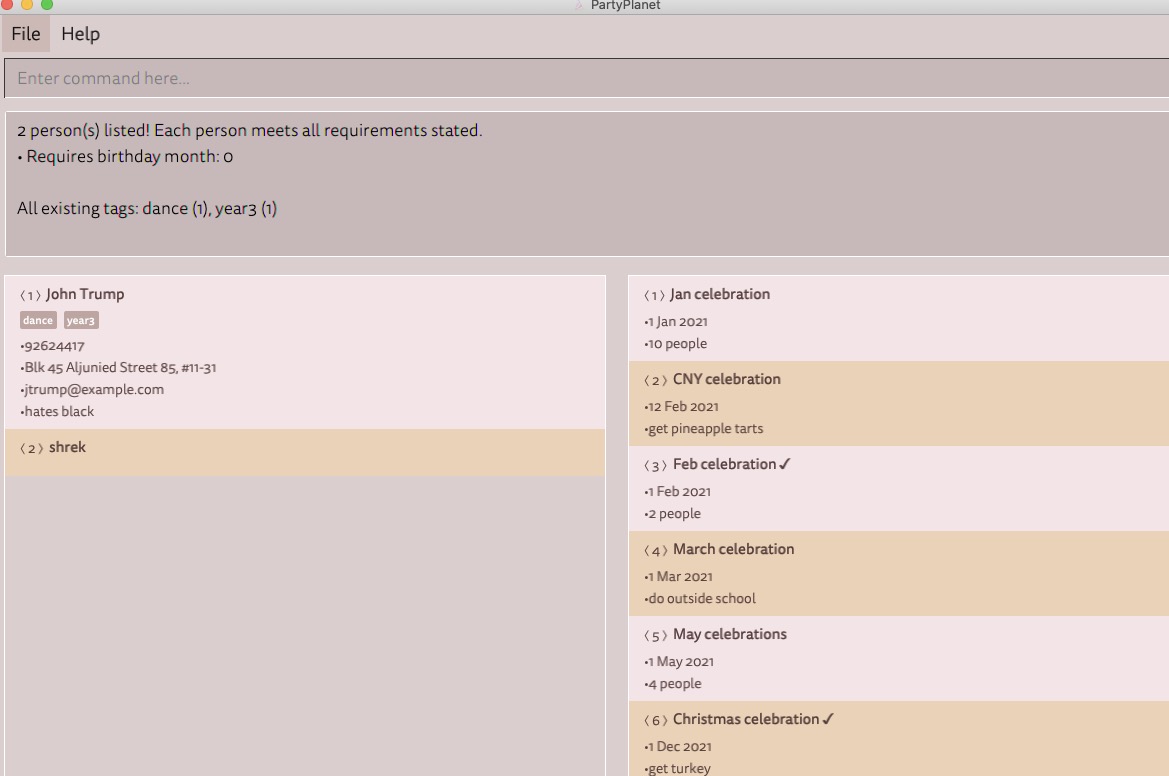 PartyPlanet
File Help
Enter command here...
2 person(s) listed! Each person meets all requirements stated.
• Requires birthday month: 0
All existing tags: dance (1), year3 (1)
( 1 ) John Trump
dance year3
•92624417
•Blk 45 Aljunied Street 85, #11-31
•jtrump@example.com
•hates black
( 2 ) shrek
( 1 ) Jan celebration
•1 Jan 2021
•10 people
( 2 ) CNY celebration
•12 Feb 2021
•get pineapple tarts
( 3 ) Feb celebration ✓
•1 Feb 2021
•2 people
( 4 ) March celebration
•1 Mar 2021
•do outside school
( 5 ) May celebrations
•1 May 2021
•4 people
( 6 ) Christmas celebration ✓
•1 Dec 2021
•get turkey